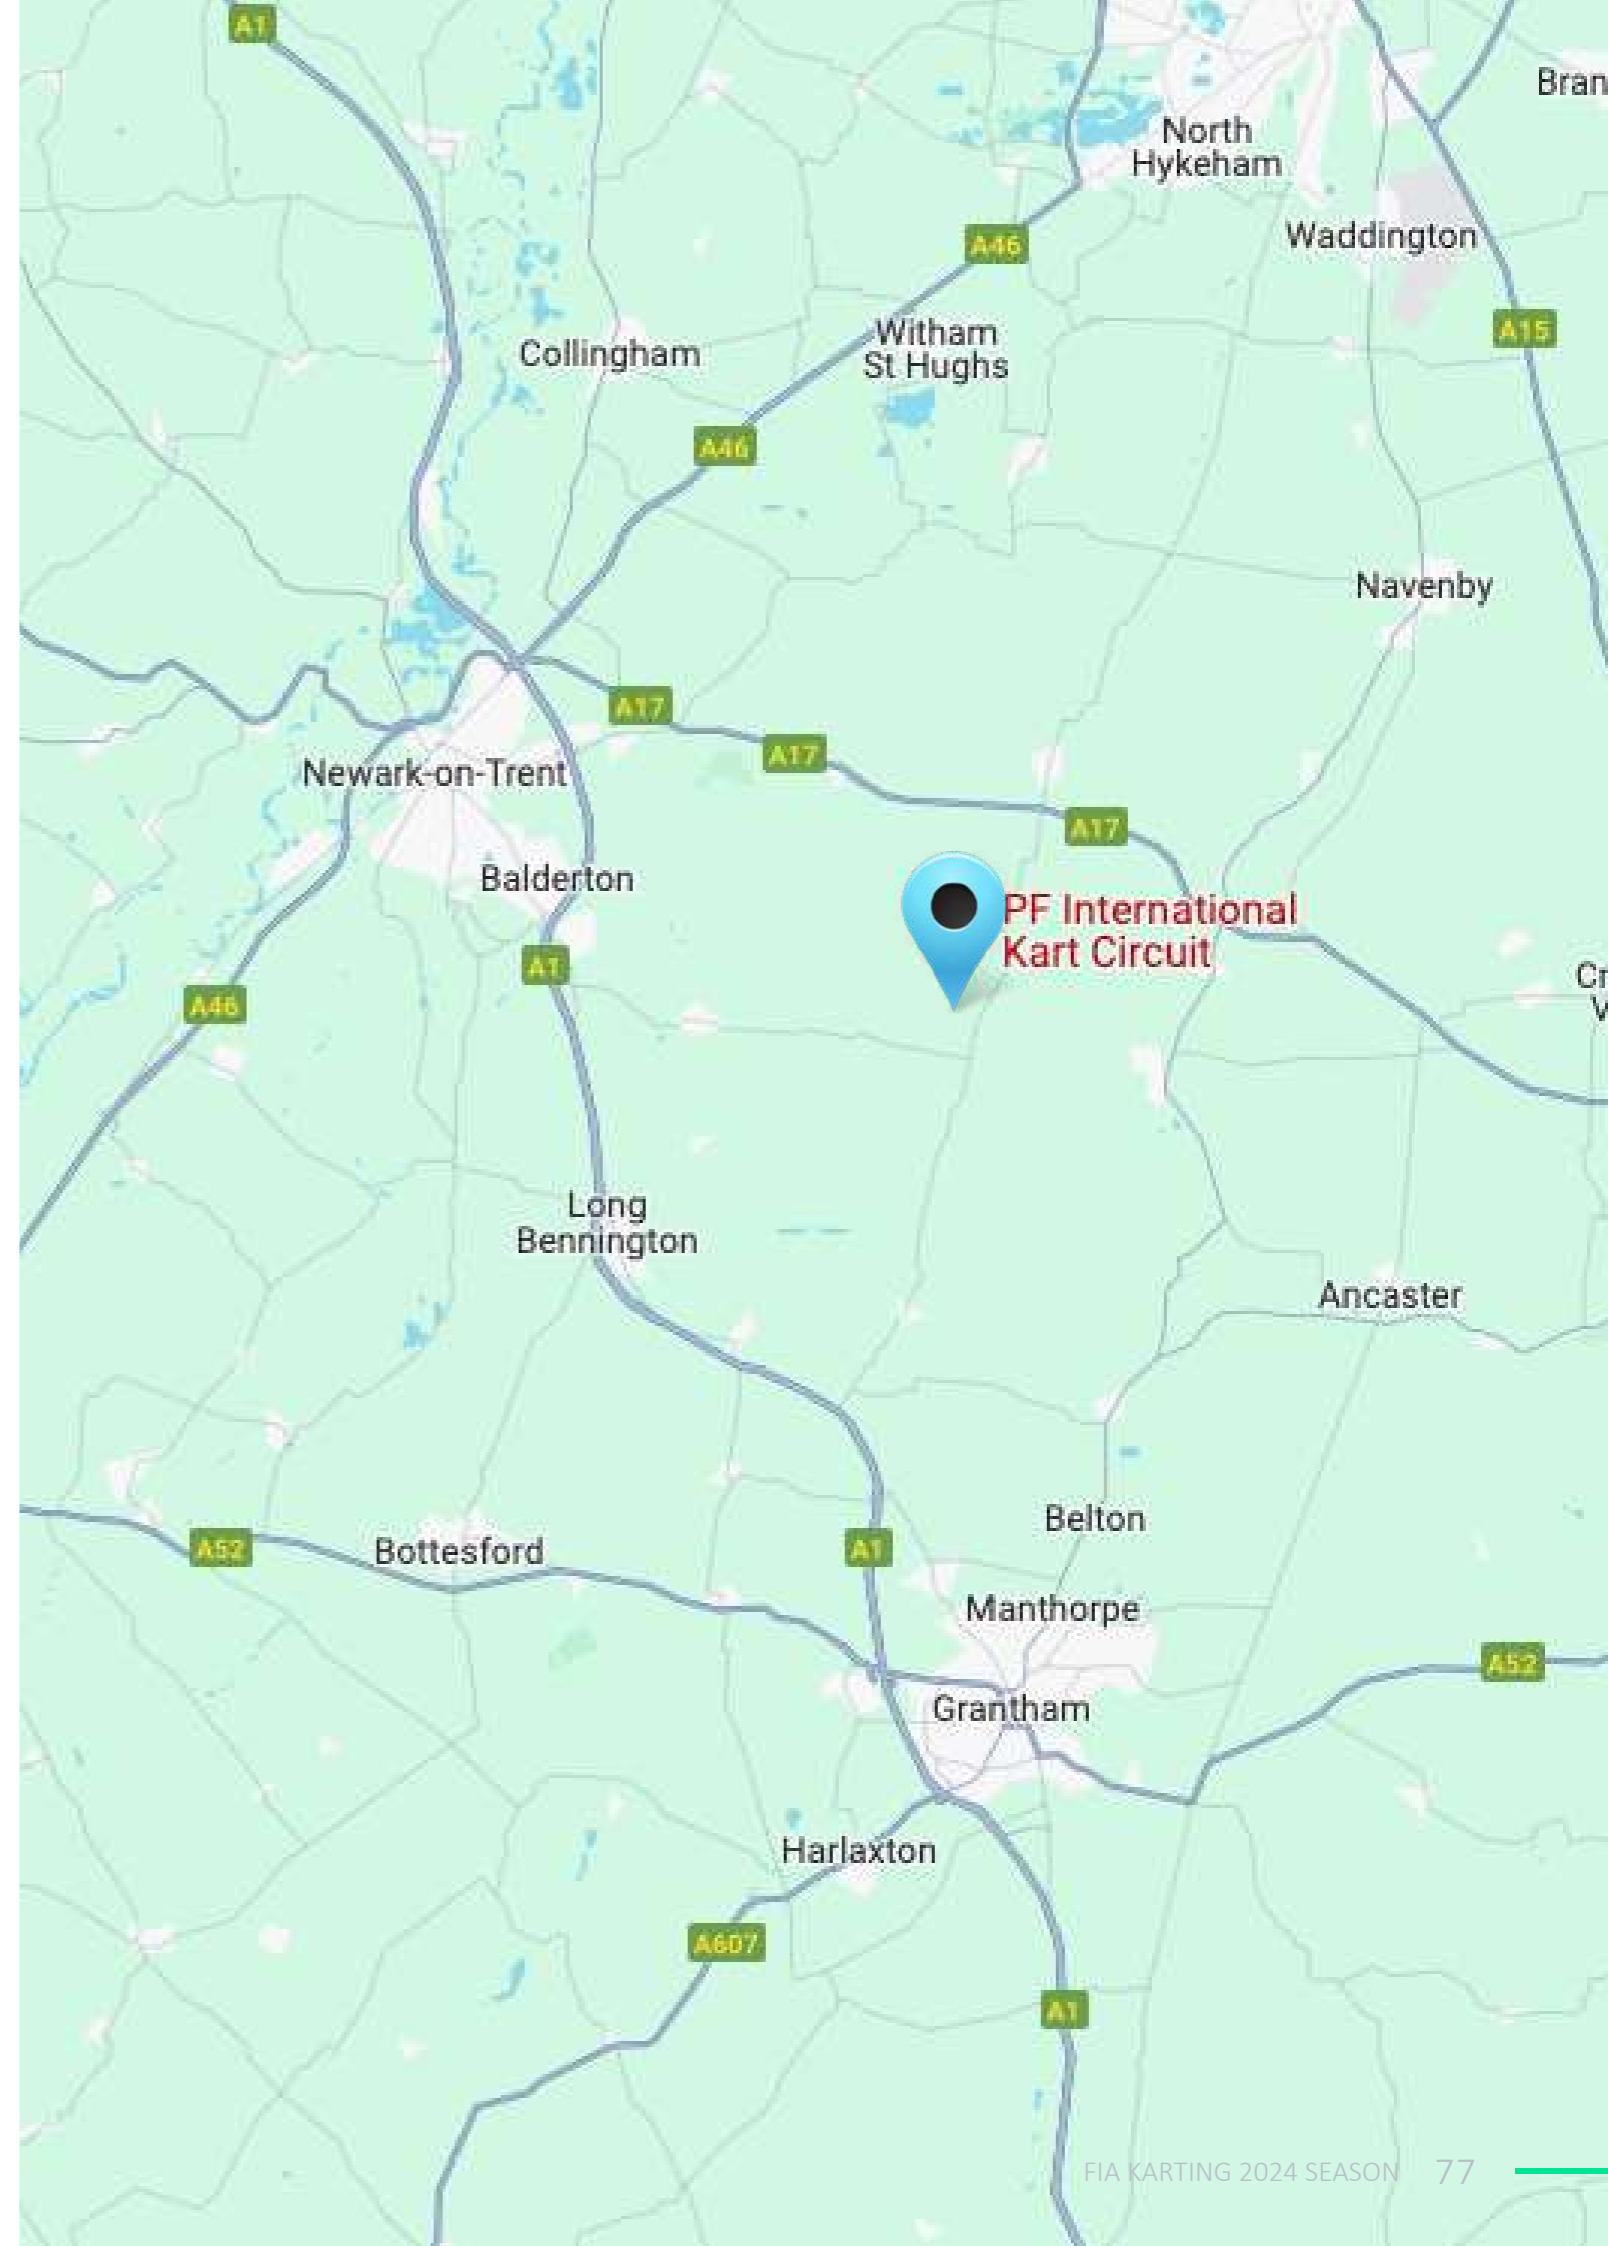 A1
Bran
North
Hykeham
A46
Waddington
A15
Witham
St Hughs
Collingham
A46
Navenby
A17
A17
Newark-on-Trent
A17
Balderton
PF International
Kart Circuit
A1
Cr
V
A46
Long
Bennington
Ancaster
Belton
A52
Bottesford
A1
Manthorpe
A52
Grantham
Harlaxton
A607
A1
FIA KARTING 2024 SEASON 77